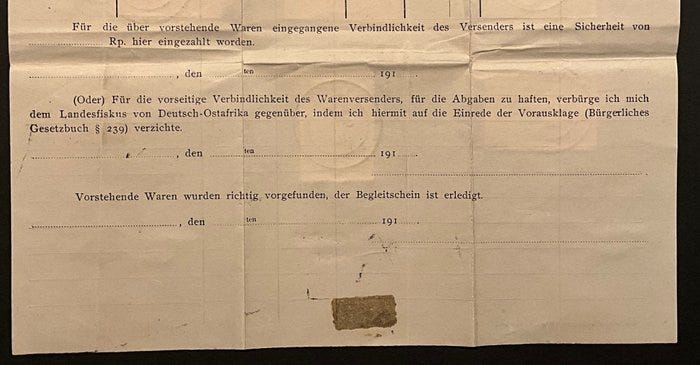 Für die über vorstehende Waren eingegangene Verbindlichkeit des Versenders ist eine Sicherheit von
Rp. hier eingezahlt worden.
, den ten 191
(Oder) Für die vorseitige Verbindlichkeit des Warenversenders, für die Abgaben zu haften, verbürge ich mich
dem Landesfiskus von Deutsch-Ostafrika gegenüber, indem ich hiermit auf die Einrede der Vorausklage (Bürgerliches
Gesetzbuch § 239) verzichte.
, den ten 191
Vorstehende Waren wurden richtig vorgefunden, der Begleitschein ist erledigt.
, den ten 191